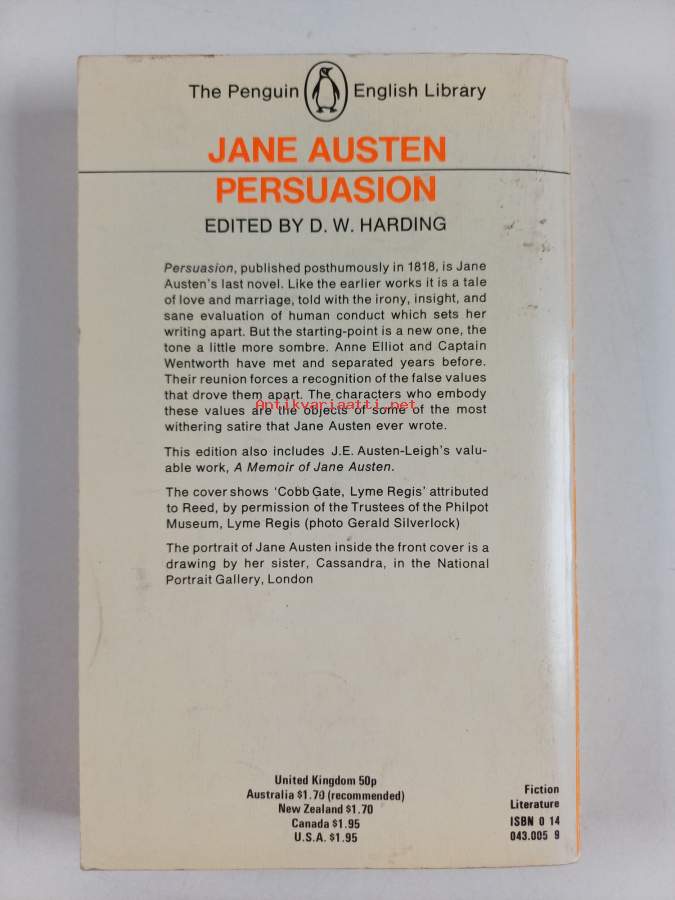 The Penguin English Library
JANE AUSTEN
PERSUASION
EDITED BY D. W. HARDING
Persuasion, published posthumously in 1818, is Jane
Austen's last novel. Like the earlier works it is a tale
of love and marriage, told with the irony, insight, and
sane evaluation of human conduct which sets her
writing apart. But the starting-point is a new one, the
tone a little more sombre. Anne Elliot and Captain
Wentworth have met and separated years before.
Their reunion forces a recognition of the false values
that drove them apart. The characters who embody
Antikvariaatti.net
these values are the objects of some of the most
withering satire that Jane Austen ever wrote.
This edition also includes J.E. Austen-Leigh's valu-
able work, A Memoir of Jane Austen.
The cover shows 'Cobb Gate, Lyme Regis' attributed
to Reed, by permission of the Trustees of the Philpot
Museum, Lyme Regis (photo Gerald Silverlock)
The portrait of Jane Austen inside the front cover is a
drawing by her sister, Cassandra, in the National
Portrait Gallery, London
United Kingdom 50p
Australia $1.70 (recommended)
New Zealand $1.70
Canada $1.95
U.S.A. $1.95
Fiction
Literature
ISBN 0 14
043.005 9